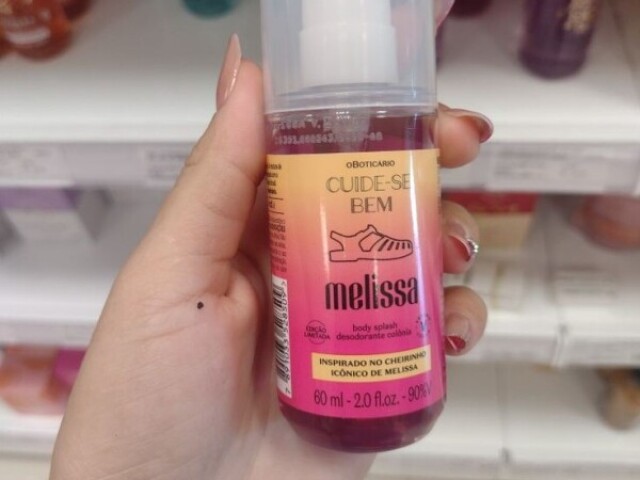 oBOTICÁRIO
CUIDE-SE
BEM
melissa
EDIÇÃO
LIMITADA
body splash
desodorante colônia
INSPIRADO NO CHEIRINHO
ICÔNICO DE MELISSA
60 ml - 2.0 fl.oz. - 90%